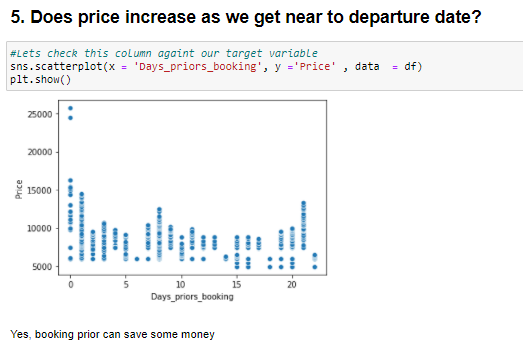 5. Does price increase as we get near to departure date?
#Lets check this column againt our target variable
sns.scatterplot(x = 'Days_priors_booking', y ='Price' , data  = df)
plt.show()
25000
20000
15000
10000
5000
Price
0 5 10 15 20
Days_priors_booking
Yes, booking prior can save some money